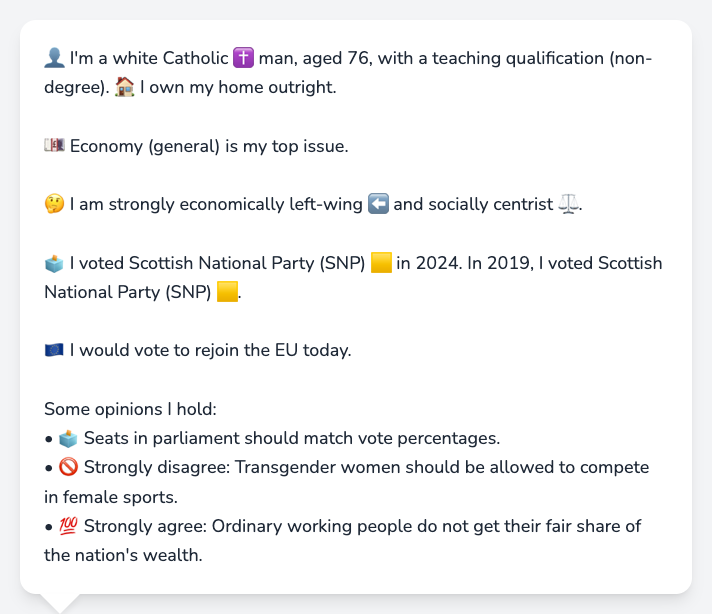 👤 I'm a white Catholic ✝️ man, aged 76, with a teaching qualification (non-
degree). 🏠 I own my home outright.
💷 Economy (general) is my top issue.
🤔 I am strongly economically left-wing ⬅️ and socially centrist ⚖️.
🗳️ I voted Scottish National Party (SNP) 🟨 in 2024. In 2019, I voted Scottish
National Party (SNP) 🟨.
🇪🇺 I would vote to rejoin the EU today.
Some opinions I hold:
• 🗳️ Seats in parliament should match vote percentages.
• 🚫 Strongly disagree: Transgender women should be allowed to compete
in female sports.
• 💯 Strongly agree: Ordinary working people do not get their fair share of
the nation's wealth.